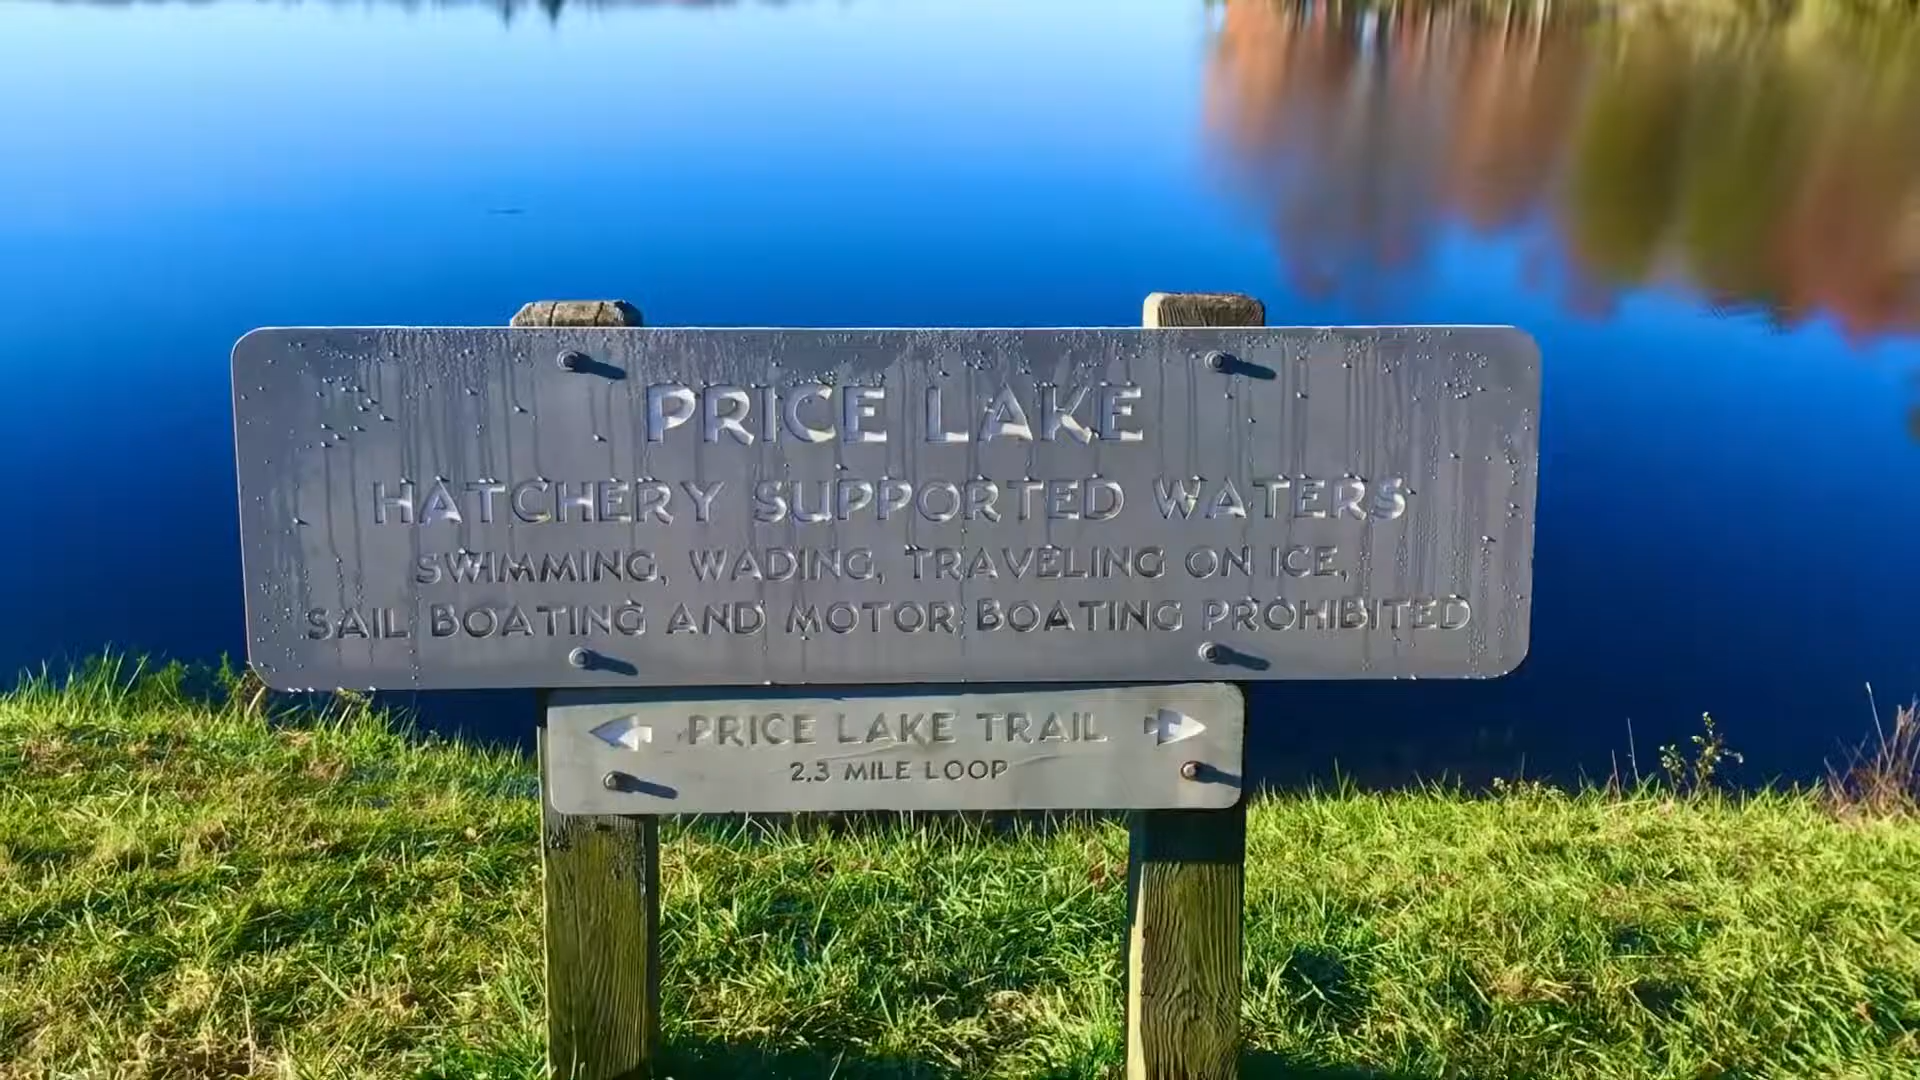 PRICE LAKE
HATCHERY SUPPORTED WATERS
SWIMMING, WADING, TRAVELING ON ICE,
SAIL BOATING AND MOTOR BOATING PROHIBITED
PRICE LAKE TRAIL
2.3 MILE LOOP